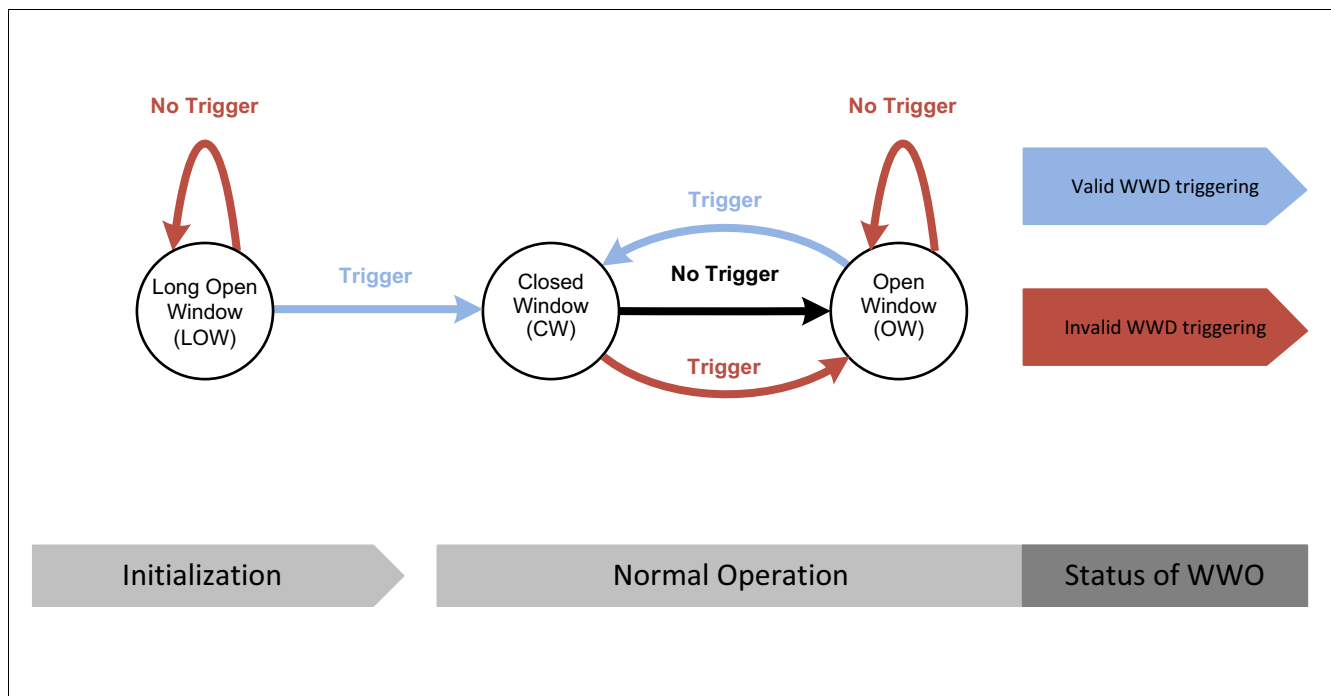 No Trigger
No Trigger
Valid WWD triggering
Trigger
Trigger
No Trigger
Long Open
Window
(LOW)
Closed
Window
(CW)
Open
Window
(OW)
Invalid WWD triggering
Trigger
Initialization
Normal Operation
Status of WWO